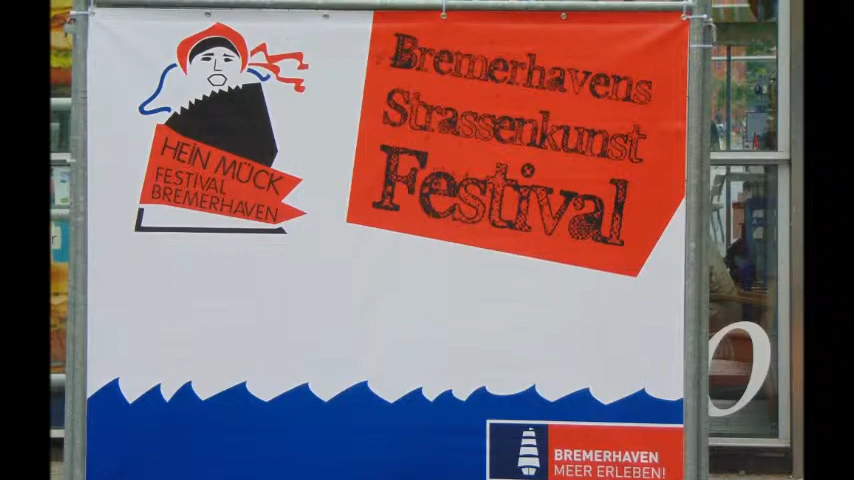 HEIN MÜCK
FESTIVAL
BREMERHAVEN
Bremerhavens
Strassenkunst
Festival
BREMERHAVEN
MEER ERLEBEN!
o